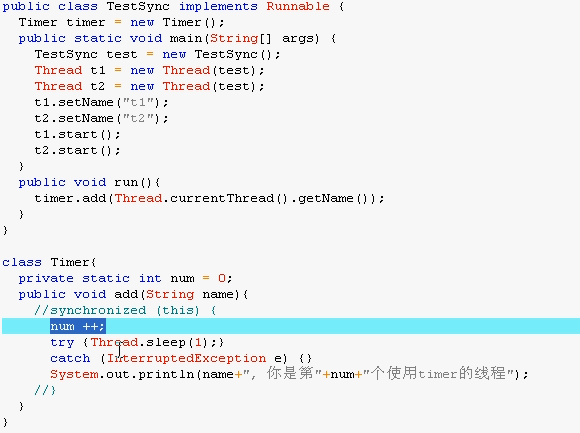 public class TestSync implements Runnable {
Timer timer = new Timer();
public static void main(String[] args) {
TestSync test = new TestSync();
Thread t1 = new Thread(test);
Thread t2 = new Thread(test);
t1.setName("t1");
t2.setName("t2");
t1.start();
t2.start();
}
public void run(){
timer.add(Thread.currentThread().getName());
}
}
class Timer{
private static int num = 0;
public void add(String name){
//synchronized (this) {
num ++;
try {Thread.sleep(1);}
catch (InterruptedException e) {}
System.out.println(name+", 你是第"+num+"个使用timer的线程");
//}
}
}